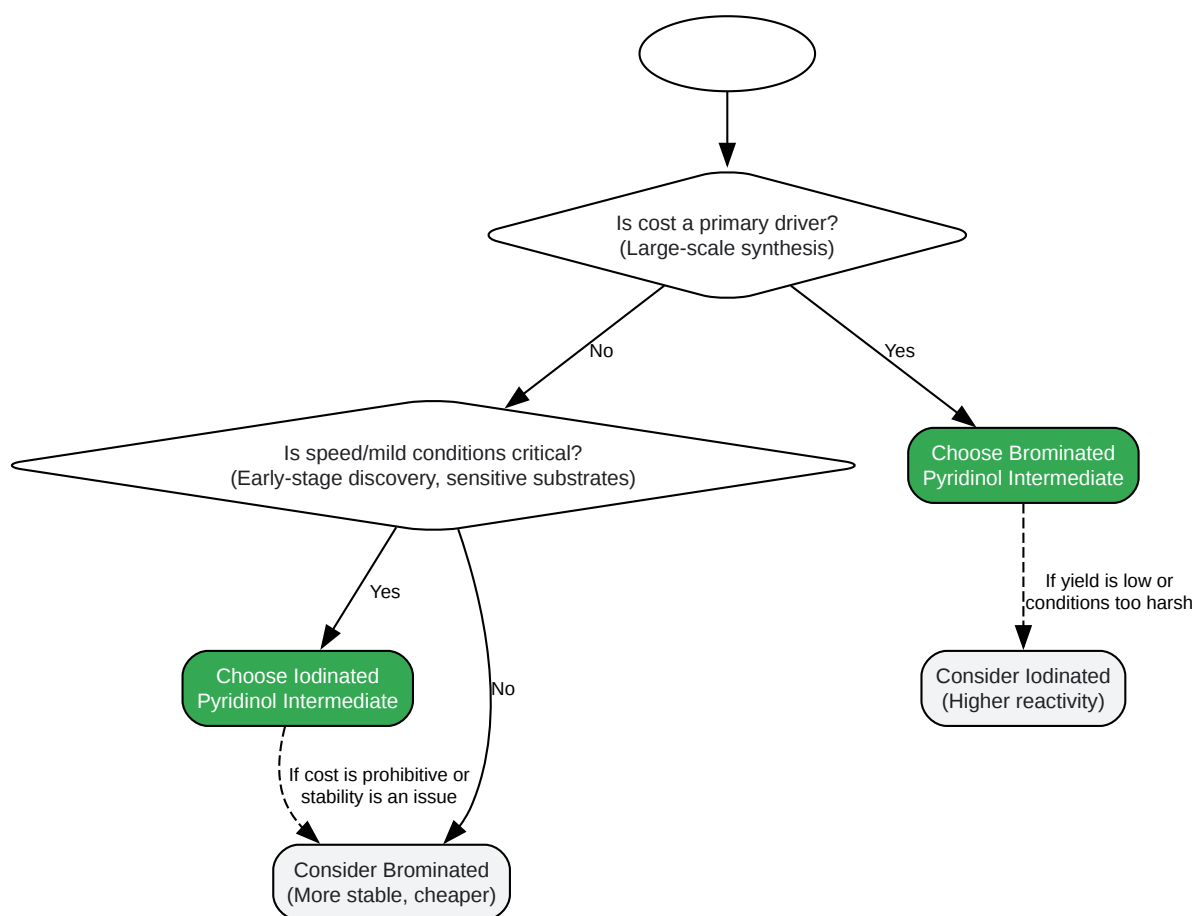 Is cost a primary driver?
(Large-scale synthesis)
No
Yes
Is speed/mild conditions critical?
(Early-stage discovery, sensitive substrates)
Choose Brominated
Pyridinol Intermediate
Yes
If yield is low or
conditions too harsh
Choose Iodinated
Pyridinol Intermediate
No
Consider Iodinated
(Higher reactivity)
If cost is prohibitive or
stability is an issue
Consider Brominated
(More stable, cheaper)